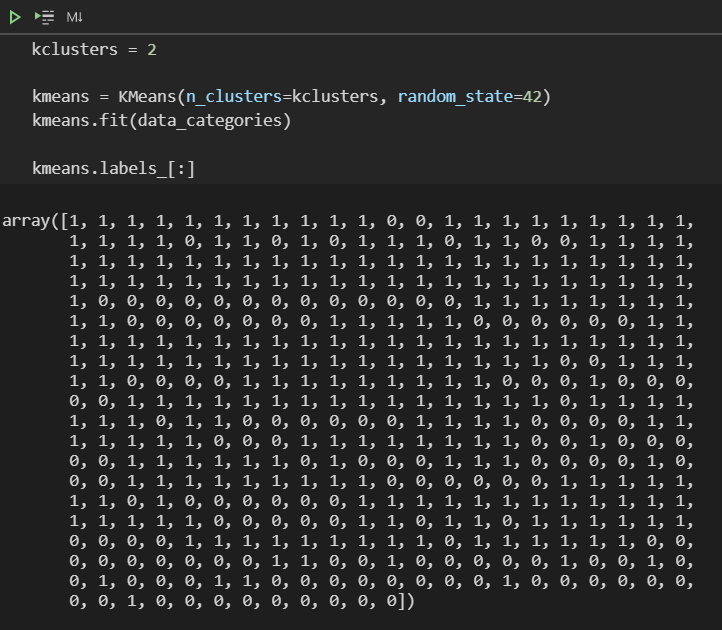 M↓
kclusters = 2
kmeans = KMeans(n_clusters=kclusters, random_state=42)
kmeans.fit(data_categories)
kmeans.labels_[:]
array([1, 1, 1, 1, 1, 1, 1, 1, 1, 1, 1, 0, 0, 1, 1, 1, 1, 1, 1, 1, 1, 1,
1, 1, 1, 1, 0, 1, 1, 0, 1, 0, 1, 1, 1, 0, 1, 1, 0, 0, 1, 1, 1, 1,
1, 1, 1, 1, 1, 1, 1, 1, 1, 1, 1, 1, 1, 1, 1, 1, 1, 1, 1, 1, 1, 1,
1, 1, 1, 1, 1, 1, 1, 1, 1, 1, 1, 1, 1, 1, 1, 1, 1, 1, 1, 1, 1, 1,
1, 0, 0, 0, 0, 0, 0, 0, 0, 0, 0, 0, 0, 0, 1, 1, 1, 1, 1, 1, 1, 1,
1, 1, 0, 0, 0, 0, 0, 0, 0, 1, 1, 1, 1, 1, 0, 0, 0, 0, 0, 0, 1, 1,
1, 1, 1, 1, 1, 1, 1, 1, 1, 1, 1, 1, 1, 1, 1, 1, 1, 1, 1, 1, 1, 1,
1, 1, 1, 1, 1, 1, 1, 1, 1, 1, 1, 1, 1, 1, 1, 1, 1, 0, 0, 1, 1, 1,
1, 1, 0, 0, 0, 0, 1, 1, 1, 1, 1, 1, 1, 1, 1, 0, 0, 0, 1, 0, 0, 0,
0, 0, 1, 1, 1, 1, 1, 1, 1, 1, 1, 1, 1, 1, 1, 1, 1, 0, 1, 1, 1, 1,
1, 1, 1, 0, 1, 1, 0, 0, 0, 0, 0, 0, 1, 1, 1, 1, 0, 0, 0, 0, 1, 1,
1, 1, 1, 1, 1, 0, 0, 0, 1, 1, 1, 1, 1, 1, 1, 1, 0, 0, 1, 0, 0, 0,
0, 0, 1, 1, 1, 1, 1, 1, 0, 1, 0, 0, 0, 1, 1, 1, 0, 0, 0, 0, 1, 0,
0, 0, 1, 1, 1, 1, 1, 1, 1, 1, 1, 0, 0, 0, 0, 0, 0, 1, 1, 1, 1, 1,
1, 1, 0, 1, 0, 0, 0, 0, 0, 0, 1, 1, 1, 1, 1, 1, 1, 1, 1, 1, 1, 1,
1, 1, 1, 1, 1, 0, 0, 0, 0, 0, 1, 1, 0, 1, 1, 0, 1, 1, 1, 1, 1, 1,
0, 0, 0, 0, 1, 1, 1, 1, 1, 1, 1, 1, 1, 0, 1, 1, 1, 1, 1, 1, 0, 0,
0, 0, 0, 0, 0, 0, 0, 1, 1, 0, 0, 1, 0, 0, 0, 0, 0, 1, 0, 0, 1, 0,
0, 1, 0, 0, 0, 1, 1, 0, 0, 0, 0, 0, 0, 0, 0, 1, 0, 0, 0, 0, 0, 0,
0, 0, 1, 0, 0, 0, 0, 0, 0, 0, 0, 0])